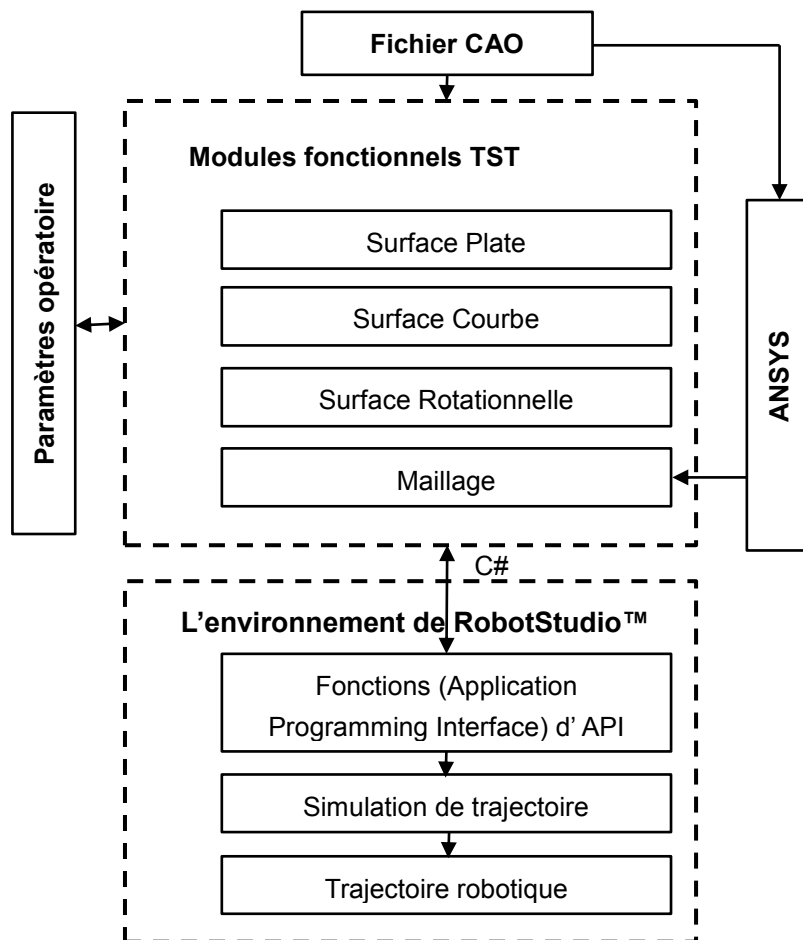 Fichier CAO
Modules fonctionnels TST
Surface Plate
Surface Courbe
Surface Rotationnelle
Maillage
Paramètres opératoire
ANSYS
C#
L’environnement de RobotStudio™
Fonctions (Application
Programming Interface) d’ API
Simulation de trajectoire
Trajectoire robotique